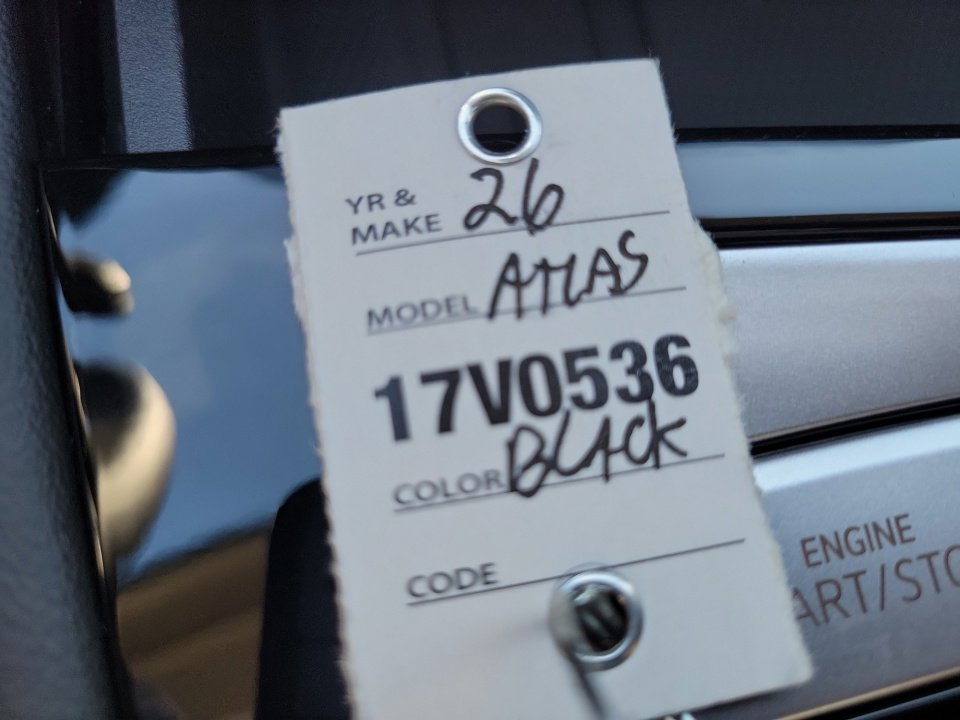 YR &
MAKE 26
MODEL ATLAS
17V0536
COLOR BLACK
CODE
ENGINE
ART/STO